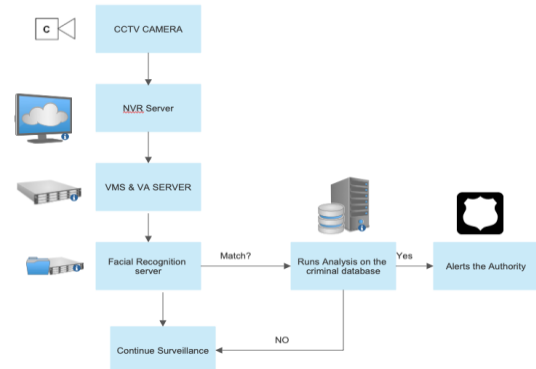 C
CCTV CAMERA
NVR Server
VMS & VA SERVER
Facial Recognition
server
Match?
Runs Analysis on the
criminal database
Yes
Alerts the Authority
NO
Continue Surveillance